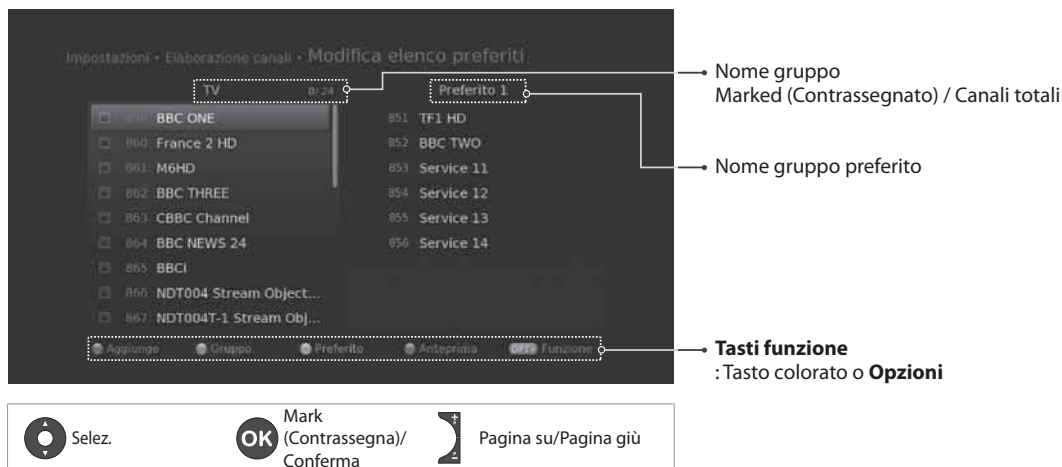 Impostazioni • Elaborazione canali • Modifica elenco preferiti
TV 0/24
Preferito 1
BBC ONE
860 France 2 HD
861 M6HD
862 BBC THREE
863 CBBC Channel
864 BBC NEWS 24
865 BBCi
866 NDT004 Stream Object...
867 NDT004T-1 Stream Obj...
851 TF1 HD
852 BBC TWO
853 Service 11
854 Service 12
855 Service 13
856 Service 14
Aggiunge Gruppo Preferito Anteprima OPT+ Funzione
Nome gruppo
Marked (Contrassegnato) / Canali totali
Nome gruppo preferito
Tasti funzione
: Tasto colorato o Opzioni
Selez.
OK Mark
(Contrassegna)/
Conferma
Pagina su/Pagina giù